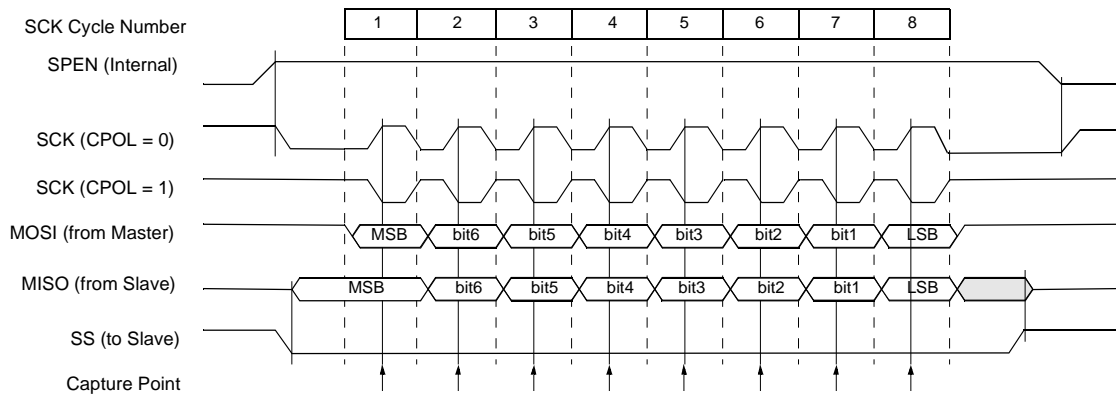 SCK Cycle Number 1 2 3 4 5 6 7 8
SPEN (Internal)
SCK (CPOL = 0)
SCK (CPOL = 1)
MOSI (from Master) MSB bit6 bit5 bit4 bit3 bit2 bit1 LSB
MISO (from Slave) MSB bit6 bit5 bit4 bit3 bit2 bit1 LSB
SS (to Slave)
Capture Point